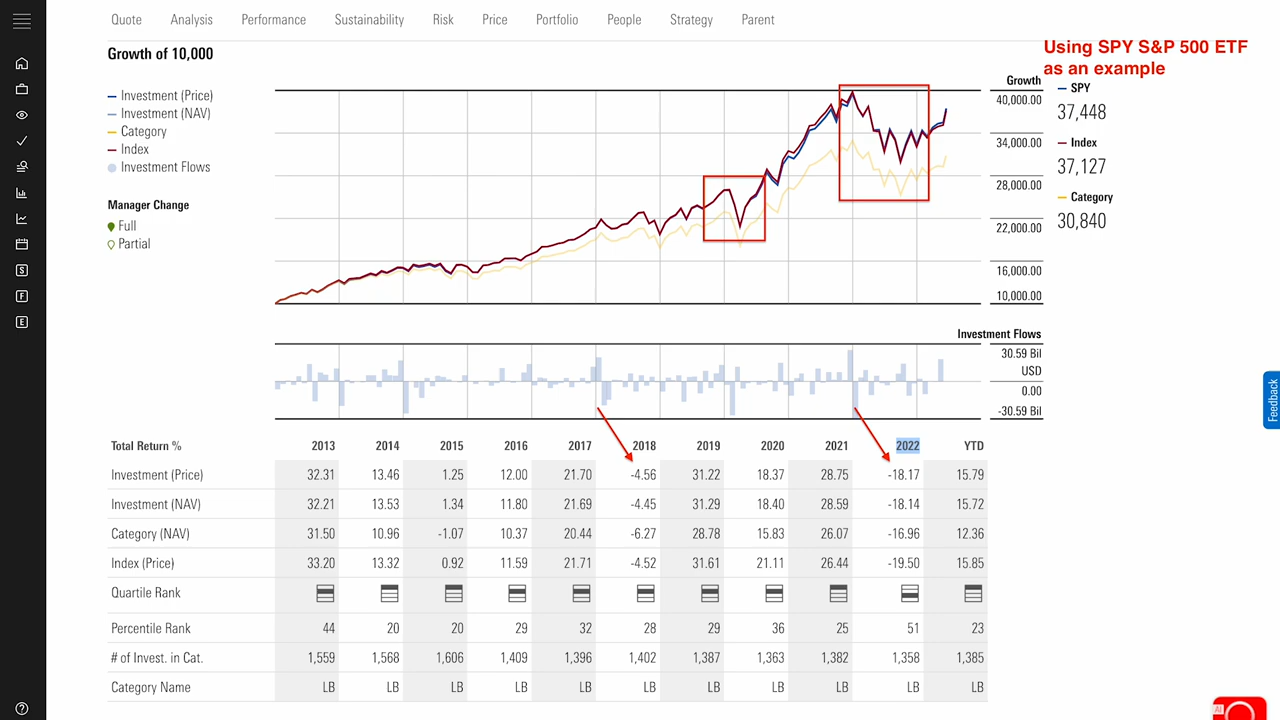 Quote Analysis Performance Sustainability Risk Price Portfolio People Strategy Parent
Growth of 10,000
Using SPY S&P 500 ETF
as an example
Investment (Price)
Investment (NAV)
Category
Index
Investment Flows
Manager Change
Full
Partial
Growth
40,000.00
34,000.00
28,000.00
22,000.00
16,000.00
10,000.00
SPY
37,448
Index
37,127
Category
30,840
Investment Flows
30.59 Bil
USD
0.00
-30.59 Bil
Total Return % 2013 2014 2015 2016 2017 2018 2019 2020 2021 2022 YTD
Investment (Price) 32.31 13.46 1.25 12.00 21.70 -4.56 31.22 18.37 28.75 -18.17 15.79
Investment (NAV) 32.21 13.53 1.34 11.80 21.69 -4.45 31.29 18.40 28.59 -18.14 15.72
Category (NAV) 31.50 10.96 -1.07 10.37 20.44 -6.27 28.78 15.83 26.07 -16.96 12.36
Index (Price) 33.20 13.32 0.92 11.59 21.71 -4.52 31.61 21.11 26.44 -19.50 15.85
Quartile Rank
Percentile Rank 44 20 20 29 32 28 29 36 25 51 23
# of Invest. in Cat. 1,559 1,568 1,606 1,409 1,396 1,402 1,387 1,363 1,382 1,358 1,385
Category Name LB LB LB LB LB LB LB LB LB LB LB
Feedback
S
F
E
?
AI